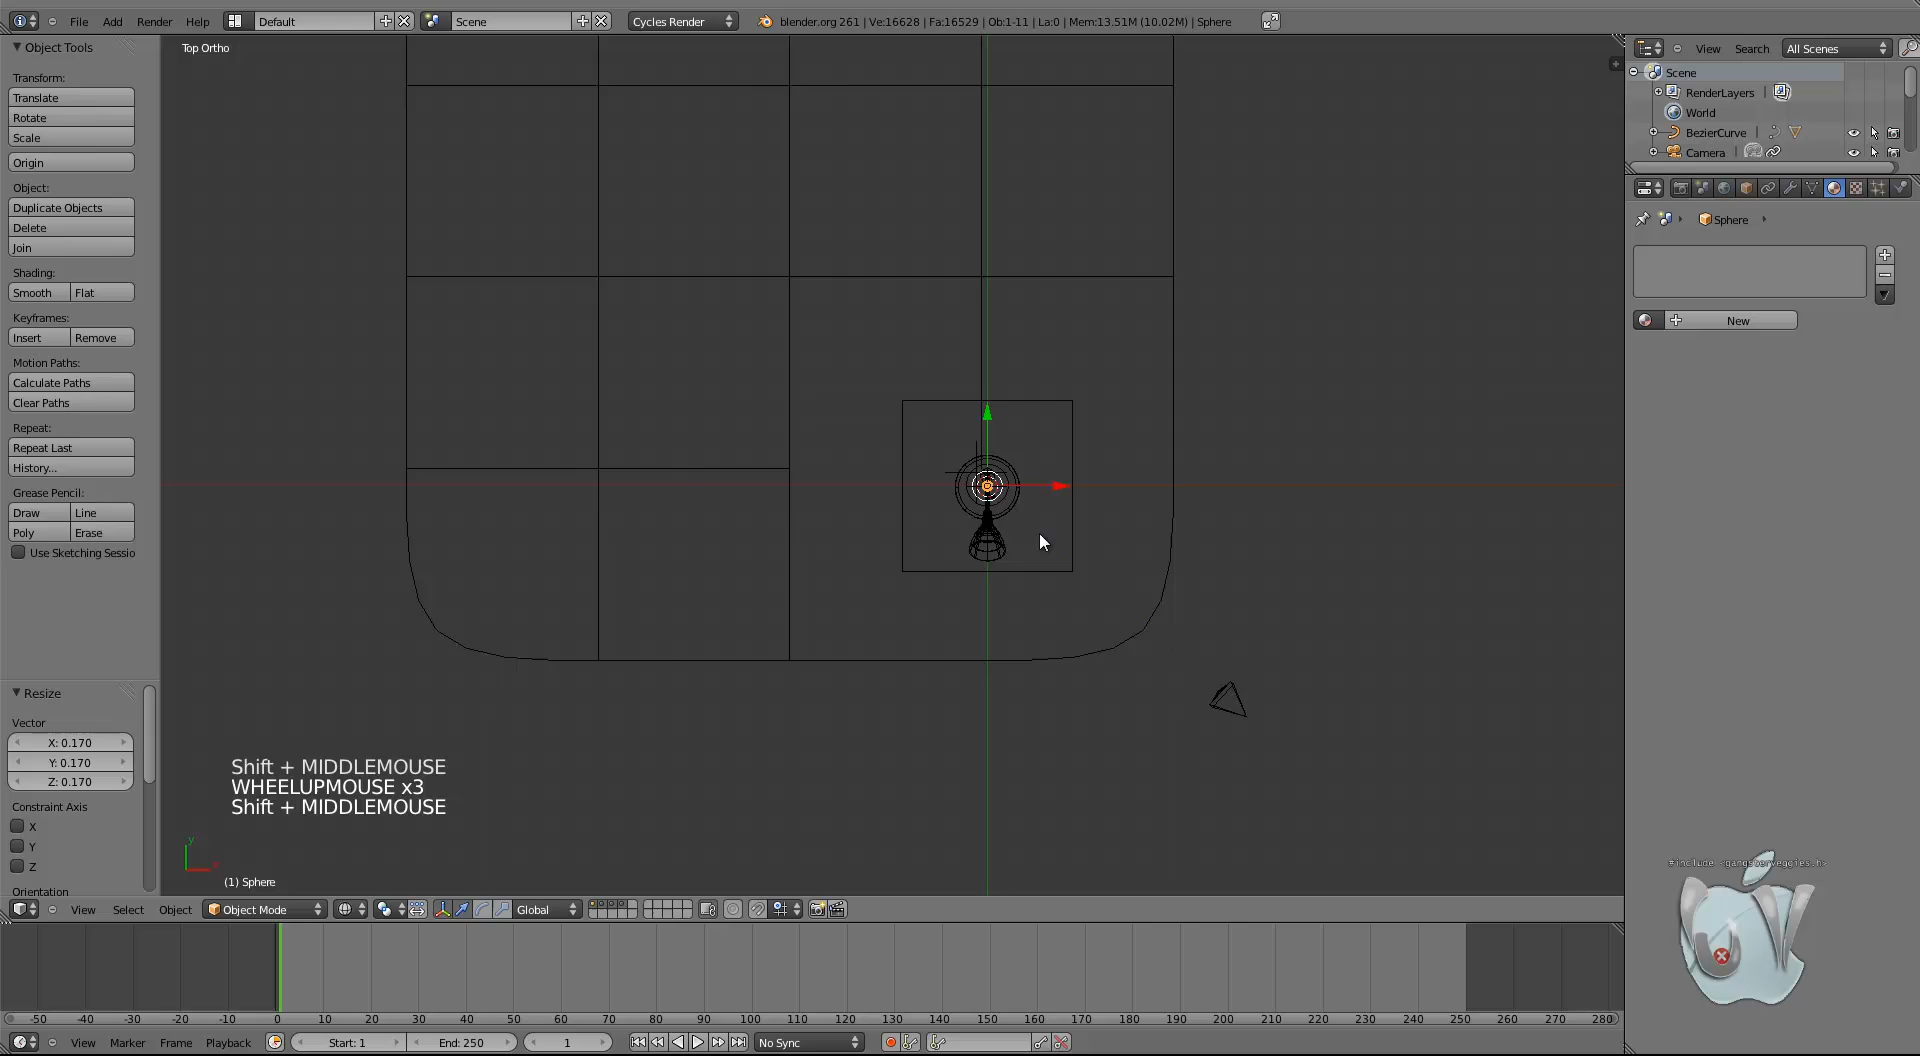 File Add Render Help Default Scene Cycles Render blender.org 261 | Ve:16628 | Fa:16529 | Ob:1-11 | La:0 | Mem:13.51M (10.02M) | Sphere
Object Tools
Transform:
Translate
Rotate
Scale
Origin
Object:
Duplicate Objects
Delete
Join
Shading:
Smooth Flat
Keyframes:
Insert Remove
Motion Paths:
Calculate Paths
Clear Paths
Repeat:
Repeat Last
History...
Grease Pencil:
Draw Line
Poly Erase
Use Sketching Sessio
Resize
Vector
X: 0.170
Y: 0.170
Z: 0.170
Constraint Axis
X
Y
Z
Orientation
Top Ortho
Shift + MIDDLEMOUSE
WHEELUPMOUSE x3
Shift + MIDDLEMOUSE
y
x
(1) Sphere
View Select Object Object Mode Global
View Search All Scenes
Scene
RenderLayers
World
BezierCurve
Camera
Sphere
New
#include <gangsterveggies.h>
-50 -40 -30 -20 -10 0 10 20 30 40 50 60 70 80 90 100 110 120 130 140 150 160 170 180 190 200 210 220 230 240 250 260 270 280
View Marker Frame Playback Start: 1 End: 250 1 No Sync